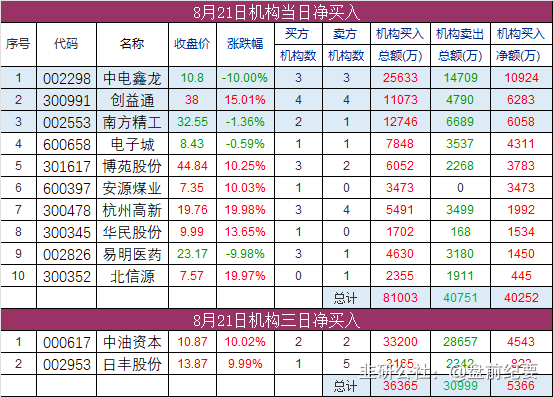 8月21日机构当日净买入
序号 代码 名称 收盘价 涨跌幅 买方机构数 卖方机构数 机构买入总额(万) 机构卖出总额(万) 机构买入净额(万)
1 002298 中电鑫龙 10.8 -10.00% 3 3 25633 14709 10924
2 300991 创益通 38 15.01% 4 4 11073 4790 6283
3 002553 南方精工 32.55 -1.36% 2 1 12746 6689 6058
4 600658 电子城 8.43 -0.59% 1 1 7848 3537 4311
5 301617 博苑股份 44.84 10.25% 3 2 6052 2268 3783
6 600397 安源煤业 7.35 10.03% 1 0 3473 0 3473
7 300478 杭州高新 19.76 19.98% 3 4 5491 3499 1992
8 300345 华民股份 9.99 13.65% 1 0 1702 168 1534
9 002826 易明医药 23.17 -9.98% 3 1 4630 3180 1450
10 300352 北信源 7.57 19.97% 0 1 2355 1911 445
总计 81003 40751 40252
8月21日机构三日净买入
1 000617 中油资本 10.87 10.02% 2 2 33200 28657 4543
2 002953 日丰股份 13.87 9.99% 1 5 3165 2342
韭研公社：@盘前纪要
总计 36365 30999 5366